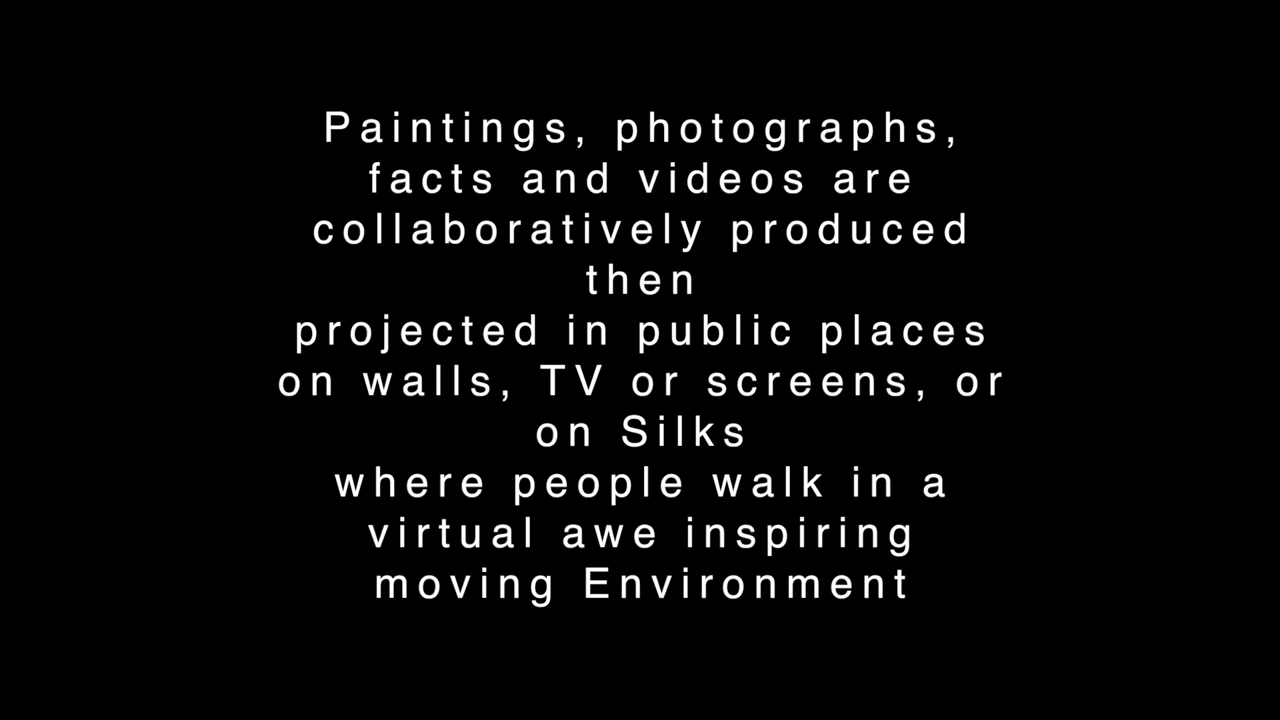 Paintings, photographs,
facts and videos are
collaboratively produced
then
projected in public places
on walls, TV or screens, or
on Silks
where people walk in a
virtual awe inspiring
moving Environment